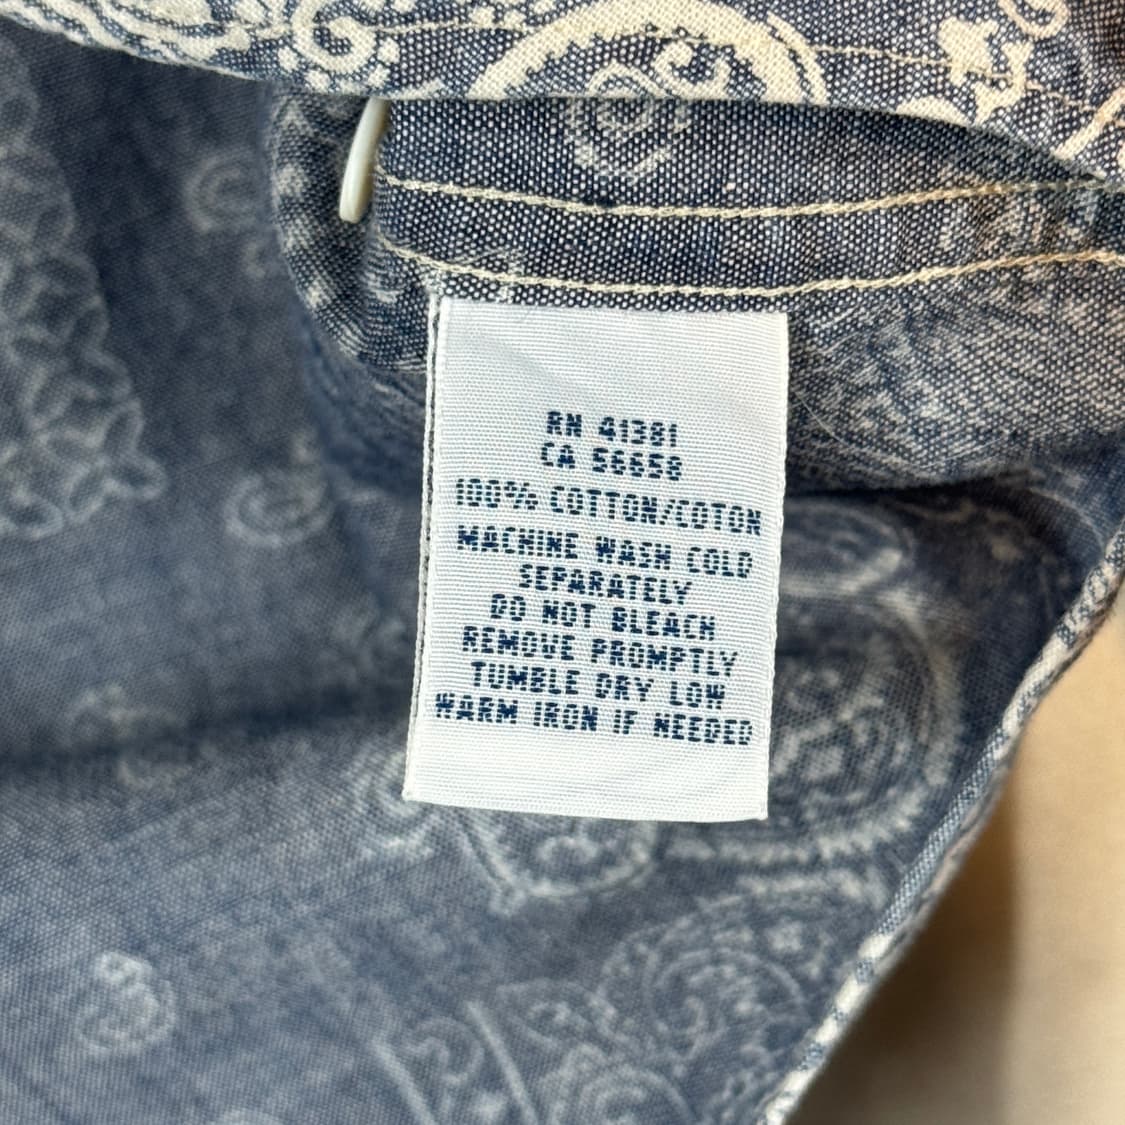 RN 41381
CA 56658
100% COTTON/COTON
MACHINE WASH COLD
SEPARATELY
DO NOT BLEACH
REMOVE PROMPTLY
TUMBLE DRY LOW
WARM IRON IF NEEDED